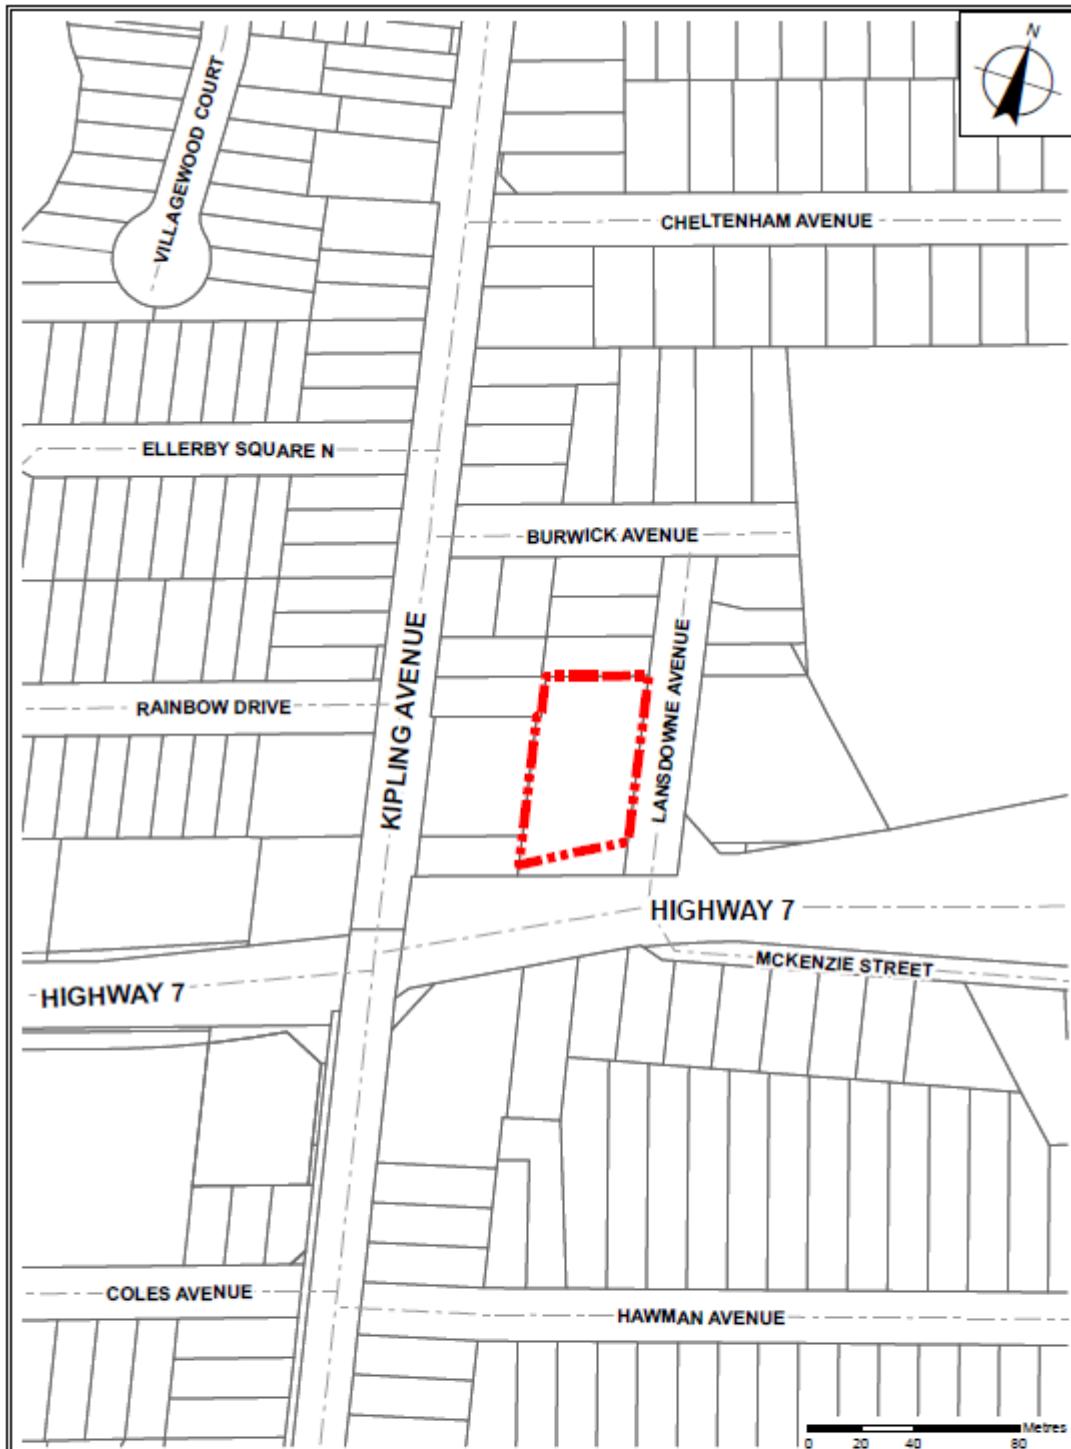 N
VILLAGEWOOD COURT
CHELTENHAM AVENUE
ELLERBY SQUARE N
BURWICK AVENUE
KIPLING AVENUE
LANSDOWNE AVENUE
RAINBOW DRIVE
HIGHWAY 7
MCKENZIE STREET
HIGHWAY 7
COLES AVENUE
HAWMAN AVENUE
Metres
0 20 40 80